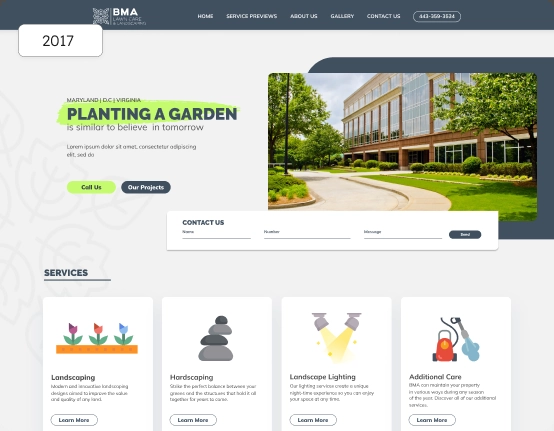 BMA
LAWN CARE
& LANDSCAPING
HOME SERVICE PREVIEWS ABOUT US GALLERY CONTACT US 443-359-3534
2017
MARYLAND | D.C | VIRGINIA
PLANTING A GARDEN
is similar to believe in tomorrow
Lorem ipsum dolor sit amet, consectetur adipiscing
elit, sed do
Call Us Our Projects
CONTACT US
Name Number Message Send
SERVICES
Landscaping
Modern and innovative landscaping
designs aimed to improve the value
and quality of any land.
Learn More
Hardscaping
Strike the perfect balance between your
greens and the structures that hold it all
together for years to come.
Learn More
Landscape Lighting
Our lighting services create a unique
night-time experience so you can enjoy
your space at any time.
Learn More
Additional Care
BMA can maintain your property
in various ways during any season
of the year. Discover all of our additional
services.
Learn More